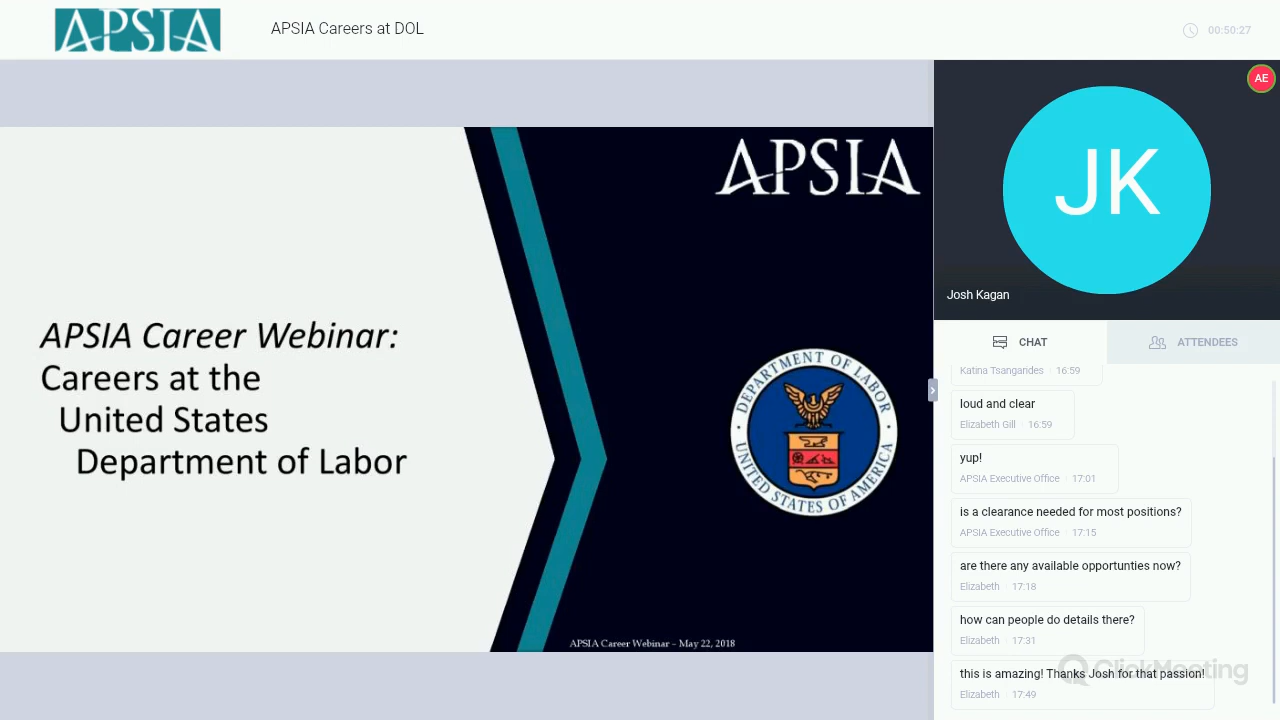 APSIA
APSIA Careers at DOL
00:50:27
APSIA
APSIA Career Webinar:
Careers at the
United States
Department of Labor
DEPARTMENT OF LABOR
UNITED STATES OF AMERICA
APSIA Career Webinar – May 22, 2018
AE
JK
Josh Kagan
CHAT
ATTENDEES
Katina Tsangarides · 16:59
loud and clear
Elizabeth Gill · 16:59
yup!
APSIA Executive Office · 17:01
is a clearance needed for most positions?
APSIA Executive Office · 17:15
are there any available opportunties now?
Elizabeth · 17:18
how can people do details there?
Elizabeth · 17:31
this is amazing! Thanks Josh for that passion!
Elizabeth · 17:49
ClickMeeting